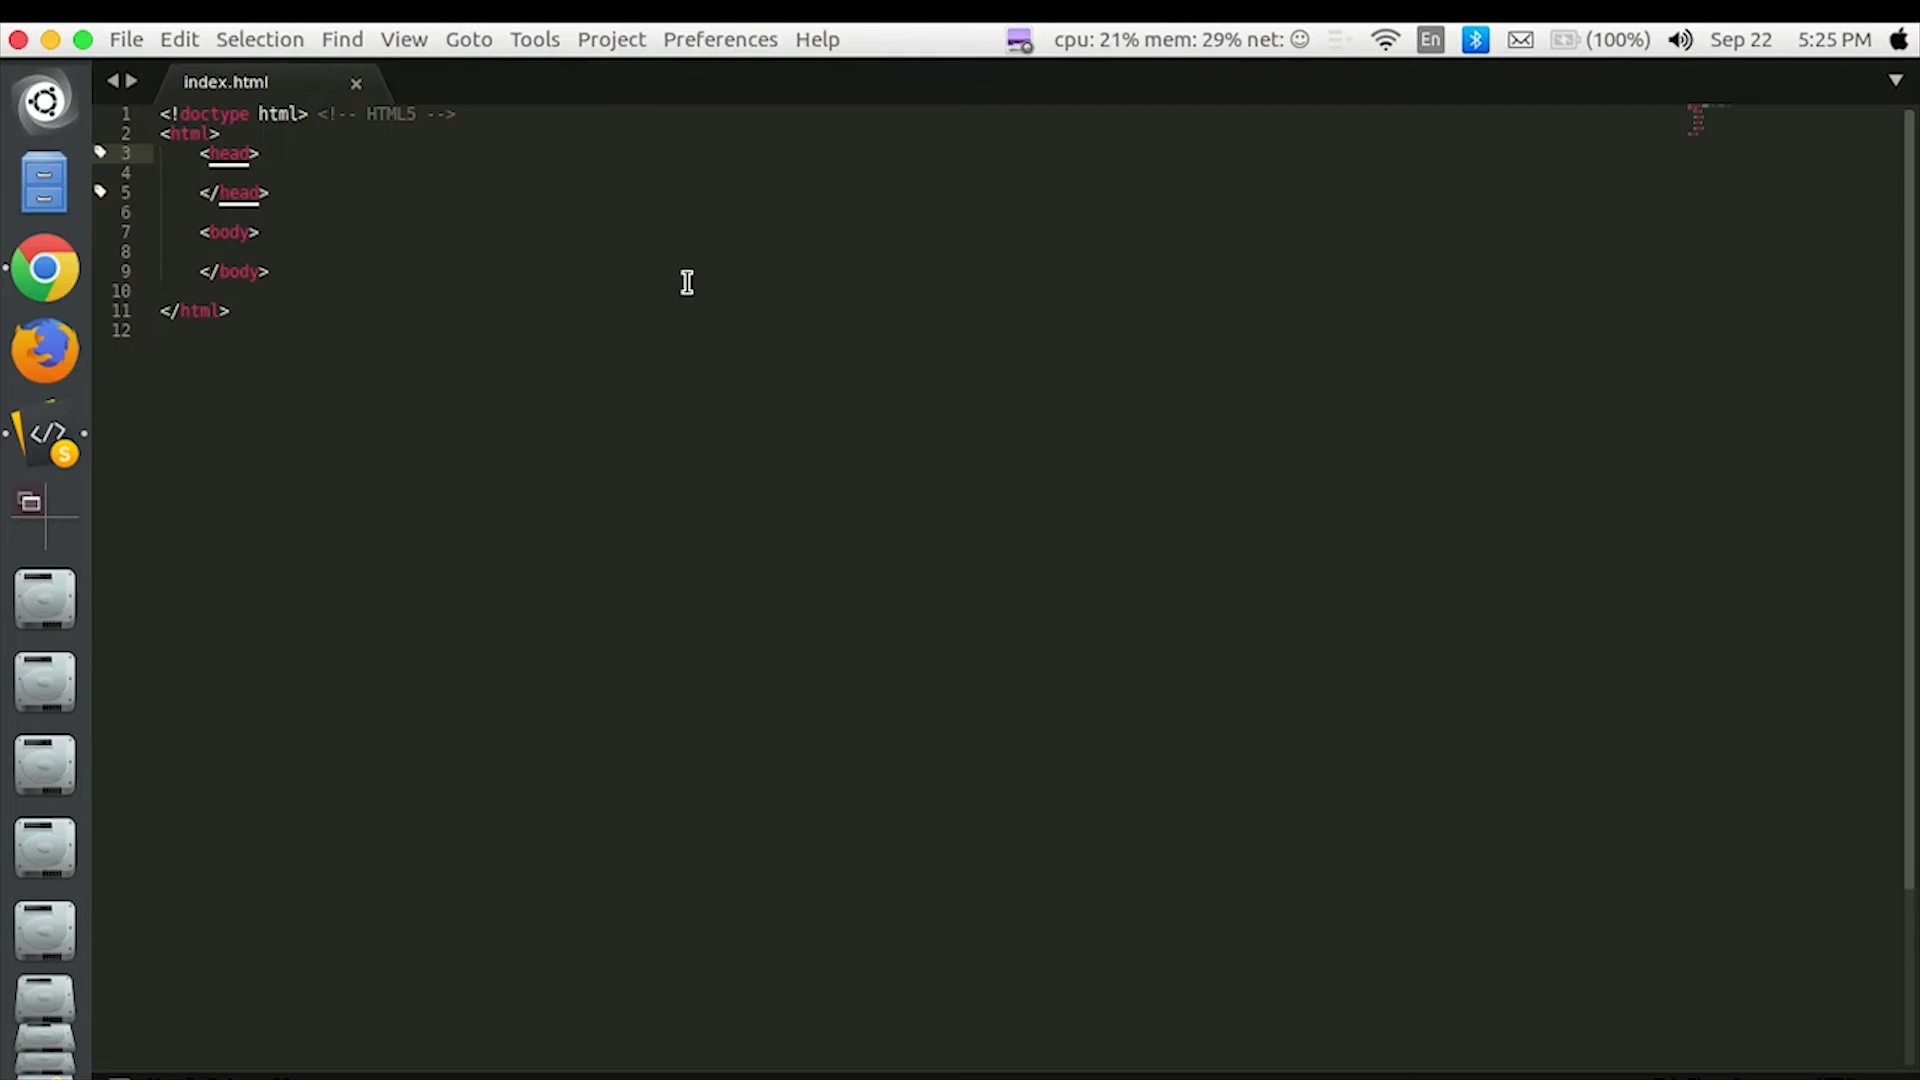 File Edit Selection Find View Goto Tools Project Preferences Help cpu: 21% mem: 29% net: En (100%) Sep 22 5:25 PM
index.html
1 <!doctype html> <!-- HTML5 -->
2 <html>
3 <head>
4
5 </head>
6
7 <body>
8
9 </body>
10
11 </html>
12